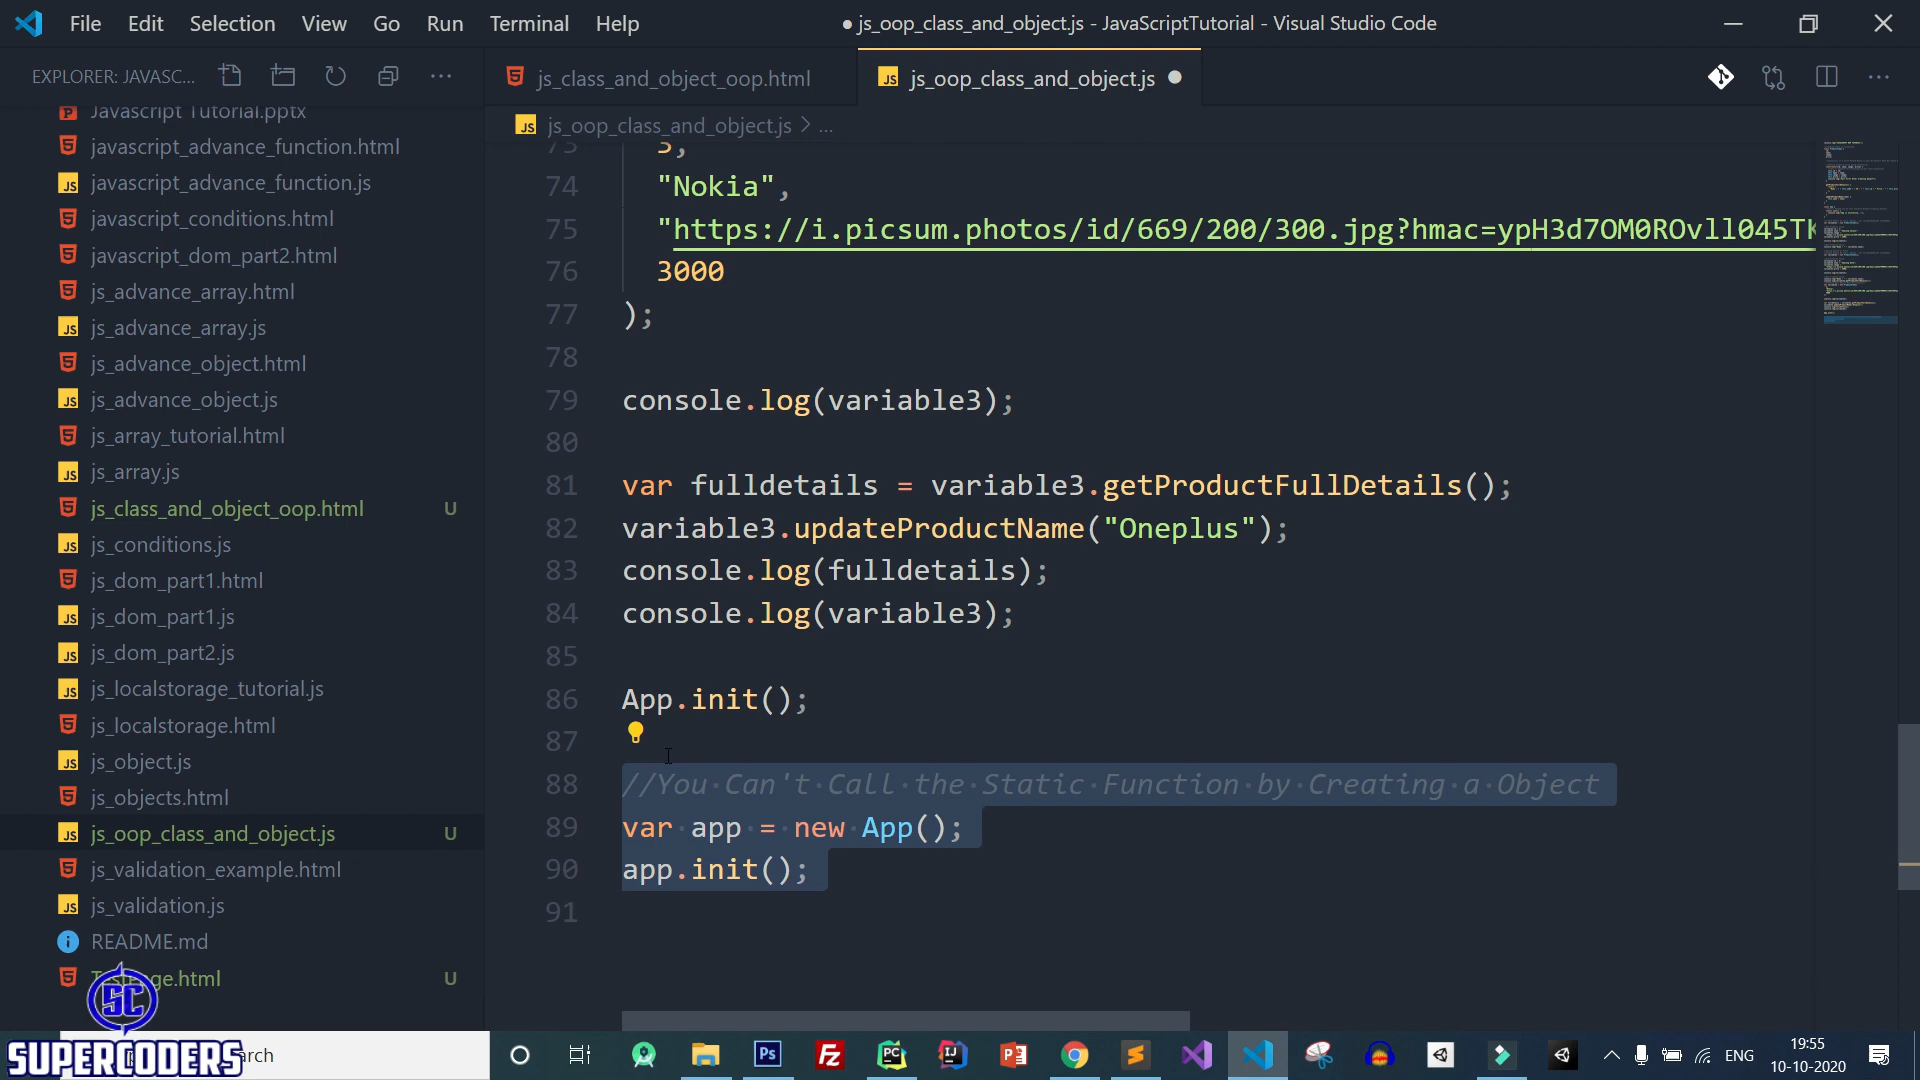 File Edit Selection View Go Run Terminal Help
● js_oop_class_and_object.js - JavaScriptTutorial - Visual Studio Code
EXPLORER: JAVASC...
js_class_and_object_oop.html
js_oop_class_and_object.js
js_oop_class_and_object.js > ...
Javascript Tutorial.pptx
javascript_advance_function.html
javascript_advance_function.js
javascript_conditions.html
javascript_dom_part2.html
js_advance_array.html
js_advance_array.js
js_advance_object.html
js_advance_object.js
js_array_tutorial.html
js_array.js
js_class_and_object_oop.html U
js_conditions.js
js_dom_part1.html
js_dom_part1.js
js_dom_part2.js
js_localstorage_tutorial.js
js_localstorage.html
js_object.js
js_objects.html
js_oop_class_and_object.js U
js_validation_example.html
js_validation.js
README.md
U
73 3,
74 "Nokia",
75 "https://i.picsum.photos/id/669/200/300.jpg?hmac=ypH3d7OM0ROvll045TK
76 3000
77 );
78
79 console.log(variable3);
80
81 var fulldetails = variable3.getProductFullDetails();
82 variable3.updateProductName("Oneplus");
83 console.log(fulldetails);
84 console.log(variable3);
85
86 App.init();
87
88 //You Can't Call the Static Function by Creating a Object
89 var app = new App();
90 app.init();
91
SC
SUPERCODERS
ENG
19:55
10-10-2020